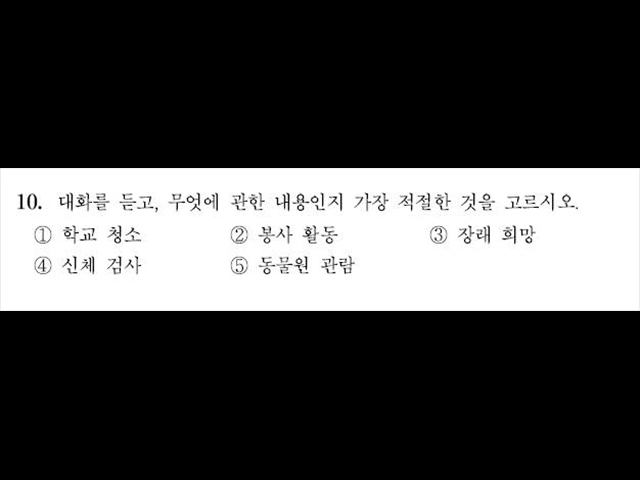 10. 대화를 듣고, 무엇에 관한 내용인지 가장 적절한 것을 고르시오.
① 학교 청소 ② 봉사 활동 ③ 장래 희망
④ 신체 검사 ⑤ 동물원 관람